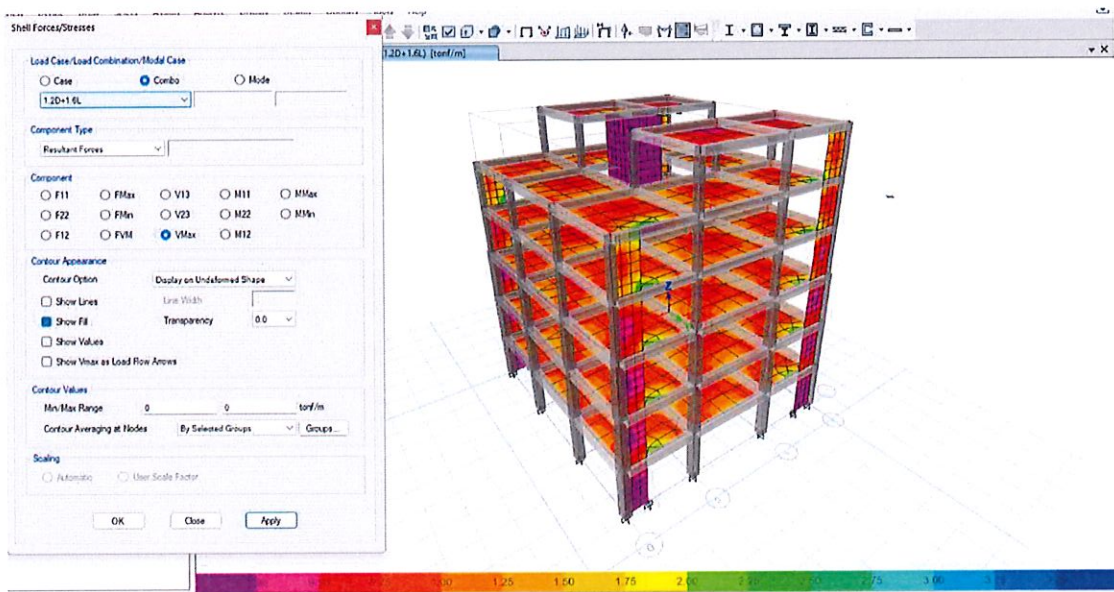 Shell Forces/Stresses
Load Case/Load Combination/Modal Case
Case
Combo
Mode
1.2D+1.6L
Component Type
Resultant Forces
Component
F11
FMax
V13
M11
MMax
F22
FMin
V23
M22
MMin
F12
FVM
VMax
M12
Contour Appearance
Contour Option
Display on Undeformed Shape
Show Lines
Line Width
Show Fill
Transparency
0.0
Show Values
Show Vmax as Load Flow Arrows
Contour Values
Min/Max Range
0
0
tonf/m
Contour Averaging at Nodes
By Selected Groups
Groups...
Scaling
Automatic
User Scale Factor
OK
Close
Apply
1.2D+1.6L) [tonf/m]
Z
1.00
1.25
1.50
1.75
2.00
2.75
3.00